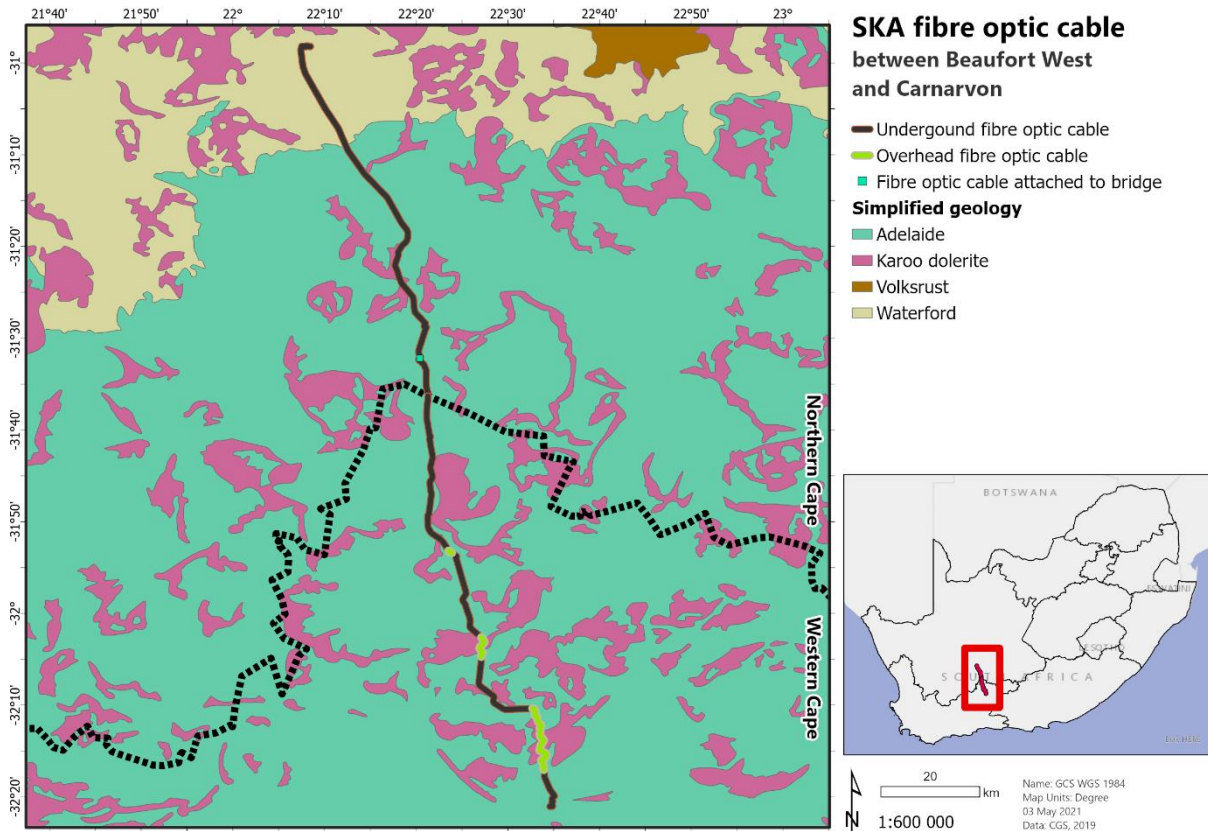 21°40' 21°50' 22° 22°10' 22°20' 22°30' 22°40' 22°50' 23°
-31°
-31°10'
-31°20'
-31°30'
-31°40'
-31°50'
-32°
-32°10'
-32°20'
Northern Cape
Western Cape
SKA fibre optic cable
between Beaufort West
and Carnarvon
Undergound fibre optic cable
Overhead fibre optic cable
Fibre optic cable attached to bridge
Simplified geology
Adelaide
Karoo dolerite
Volksrust
Waterford
BOTSWANA
ESWATINI
LESOTHO
SOUTH AFRICA
N
20
km
1:600 000
Name: GCS WGS 1984
Map Units: Degree
03 May 2021
Data: CGS, 2019